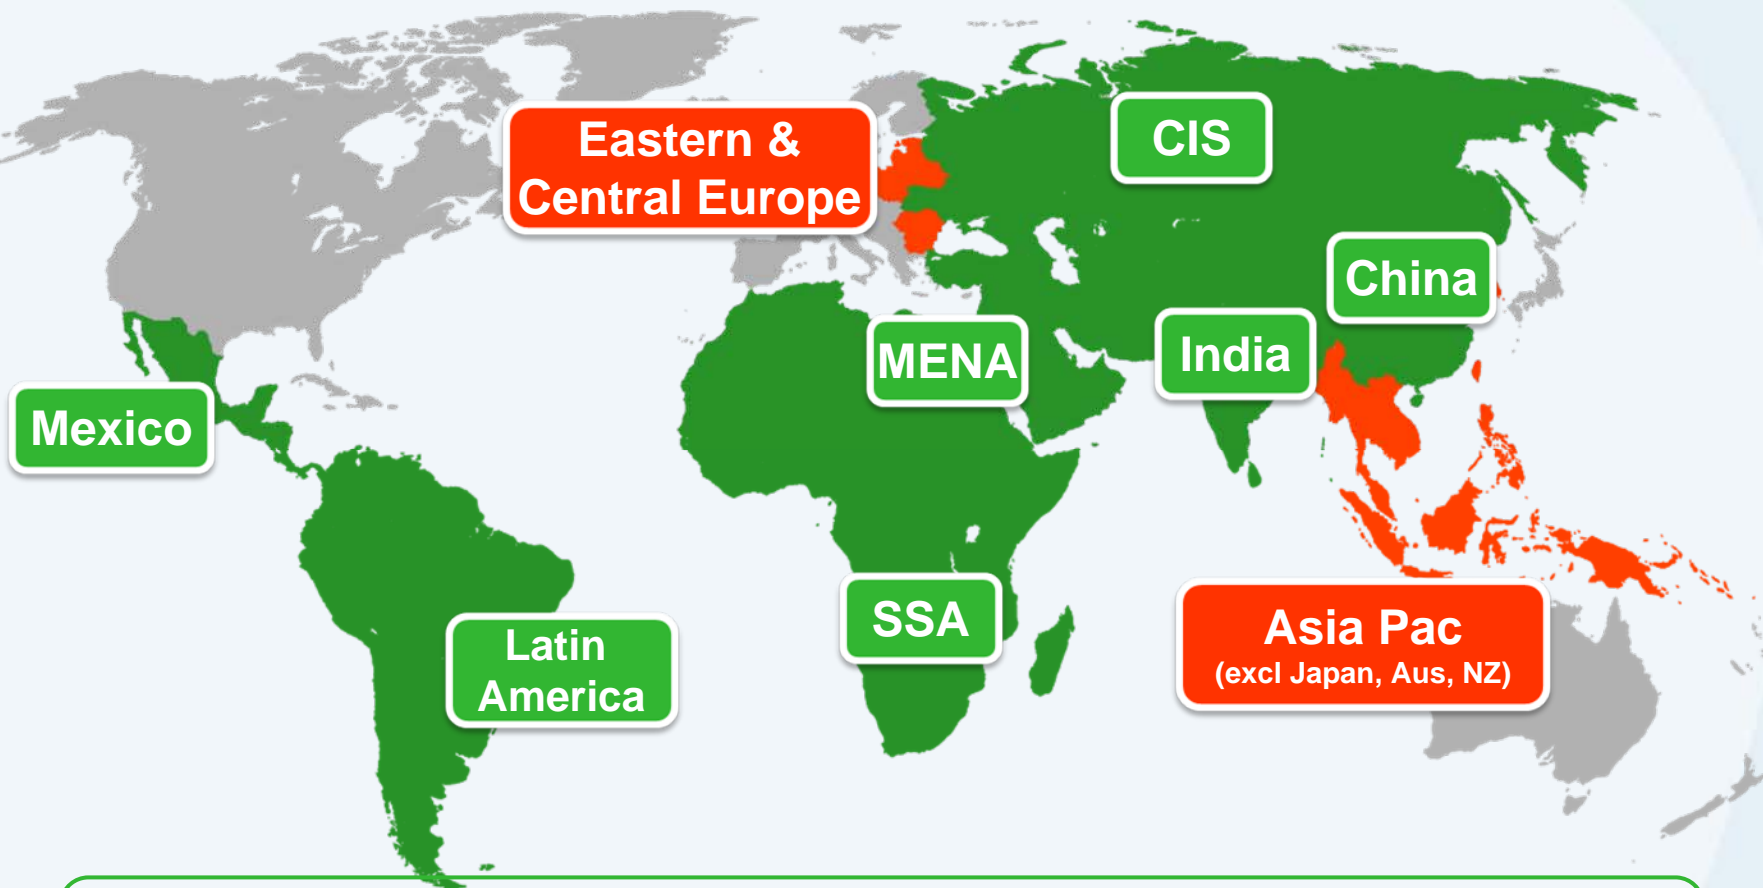 Eastern &
Central Europe
CIS
China
India
MENA
Mexico
SSA
Latin
America
Asia Pac
(excl Japan, Aus, NZ)